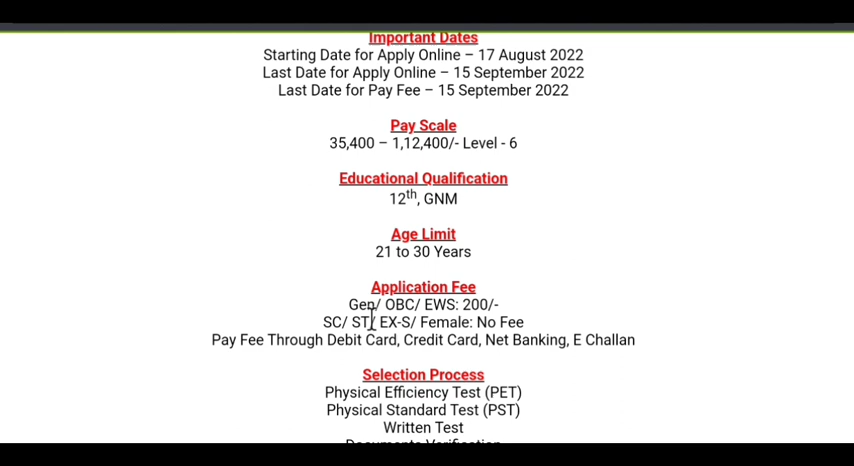 Important Dates
Starting Date for Apply Online – 17 August 2022
Last Date for Apply Online – 15 September 2022
Last Date for Pay Fee – 15 September 2022
Pay Scale
35,400 – 1,12,400/- Level - 6
Educational Qualification
12th, GNM
Age Limit
21 to 30 Years
Application Fee
Gen/ OBC/ EWS: 200/-
SC/ ST/ EX-S/ Female: No Fee
Pay Fee Through Debit Card, Credit Card, Net Banking, E Challan
Selection Process
Physical Efficiency Test (PET)
Physical Standard Test (PST)
Written Test
Documents Verification